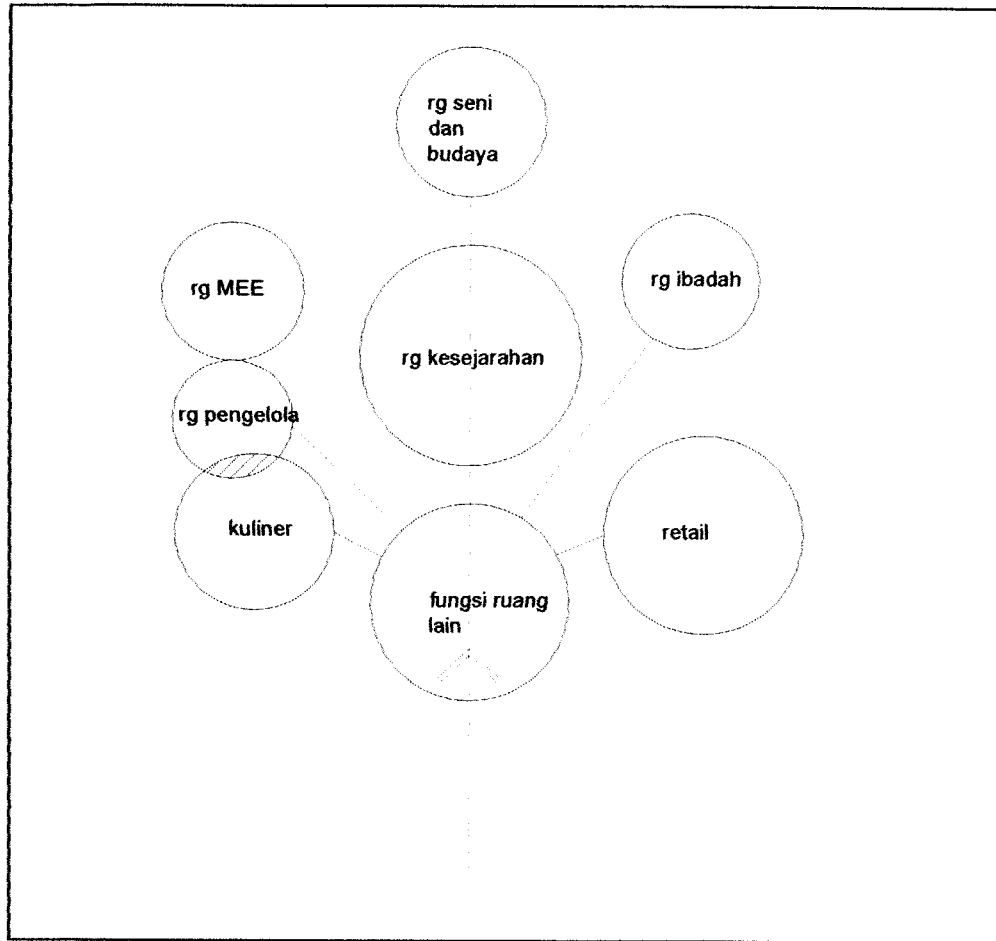 rg seni
dan
budaya
rg MEE
rg ibadah
rg kesejarahan
rg pengelola
kuliner
retail
fungsi ruang
lain